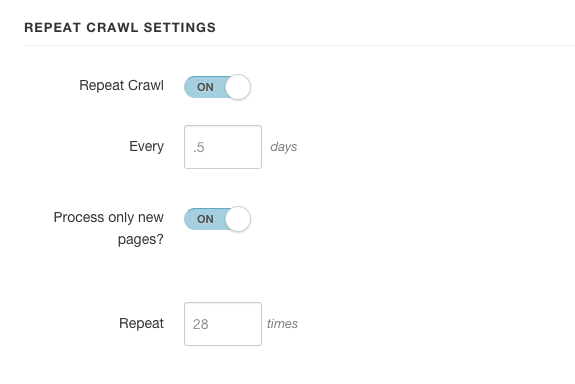 REPEAT CRAWL SETTINGS
Repeat Crawl ON
Every .5 days
Process only new ON
pages?
Repeat 28 times